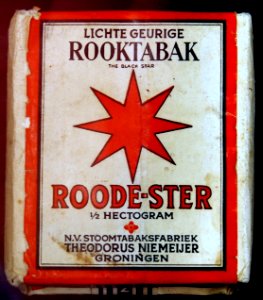 LICHTE GEURIGE
ROOKTABAK
THE BLACK STAR
ROODE=STER
½ HECTOGRAM
N.V. STOOMTABAKSFABRIEK
THEODORUS NIEMEIJER
GRONINGEN